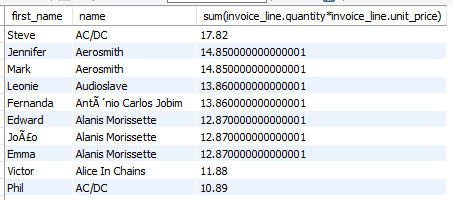 first_name name sum(invoice_line.quantity*invoice_line.unit_price)
Steve AC/DC 17.82
Jennifer Aerosmith 14.850000000000001
Mark Aerosmith 14.850000000000001
Leonie Audioslave 13.860000000000001
Fernanda AntÃ´nio Carlos Jobim 13.860000000000001
Edward Alanis Morissette 12.870000000000001
JoÃ£o Alanis Morissette 12.870000000000001
Emma Alanis Morissette 12.870000000000001
Victor Alice In Chains 11.88
Phil AC/DC 10.89